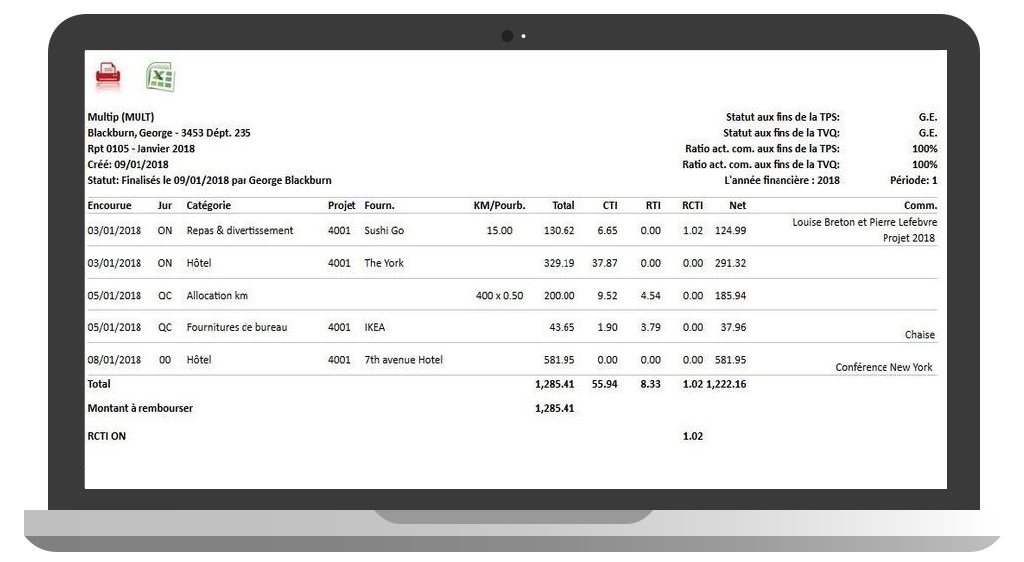 Multip (MULT)
Blackburn, George - 3453 Dépt. 235
Rpt 0105 - Janvier 2018
Créé: 09/01/2018
Statut: Finalisés le 09/01/2018 par George Blackburn
Statut aux fins de la TPS: G.E.
Statut aux fins de la TVQ: G.E.
Ratio act. com. aux fins de la TPS: 100%
Ratio act. com. aux fins de la TVQ: 100%
L'année financière : 2018 Période: 1
Encourue Jur Catégorie Projet Fourn. KM/Pourb. Total CTI RTI RCTI Net Comm.
03/01/2018 ON Repas & divertissement 4001 Sushi Go 15.00 130.62 6.65 0.00 1.02 124.99 Louise Breton et Pierre Lefebvre
Projet 2018
03/01/2018 ON Hôtel 4001 The York 329.19 37.87 0.00 0.00 291.32
05/01/2018 QC Allocation km 400 x 0.50 200.00 9.52 4.54 0.00 185.94
05/01/2018 QC Fournitures de bureau 4001 IKEA 43.65 1.90 3.79 0.00 37.96 Chaise
08/01/2018 00 Hôtel 4001 7th avenue Hotel 581.95 0.00 0.00 0.00 581.95 Conférence New York
Total 1,285.41 55.94 8.33 1.02 1,222.16
Montant à rembourser 1,285.41
RCTI ON 1.02